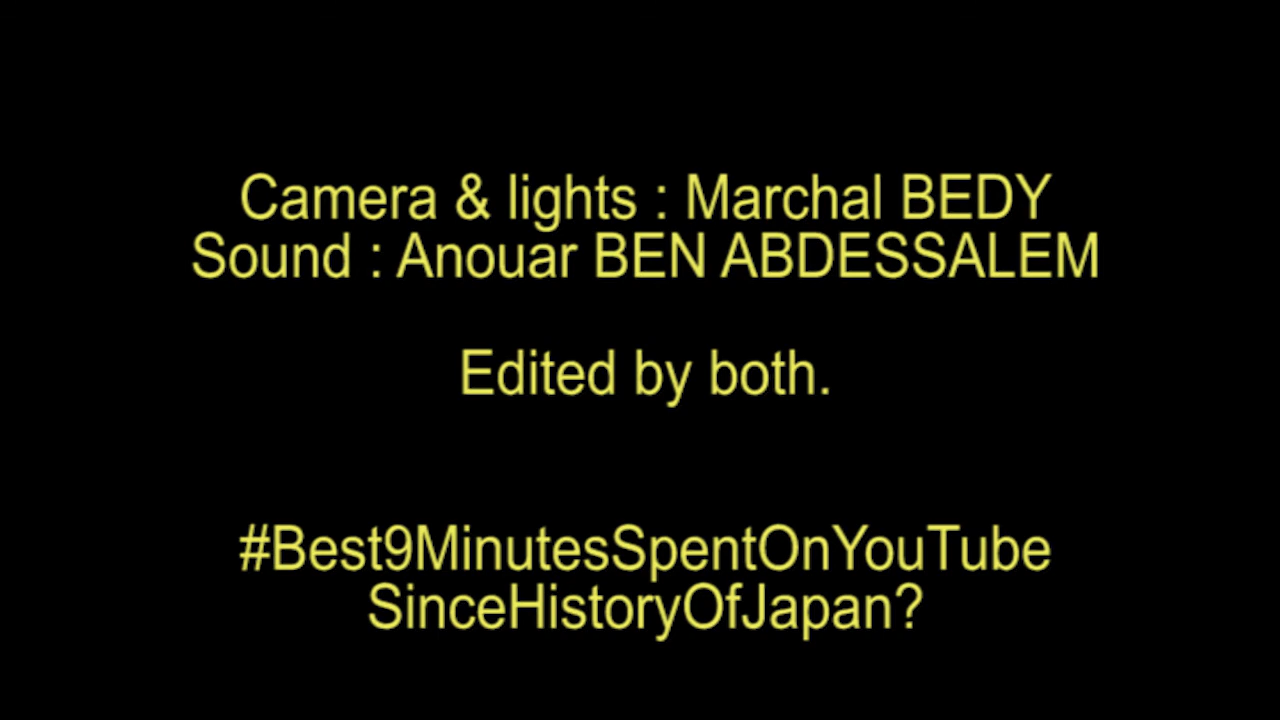 Camera & lights : Marchal BEDY
Sound : Anouar BEN ABDESSALEM
Edited by both.
#Best9MinutesSpentOnYouTube
SinceHistoryOfJapan?